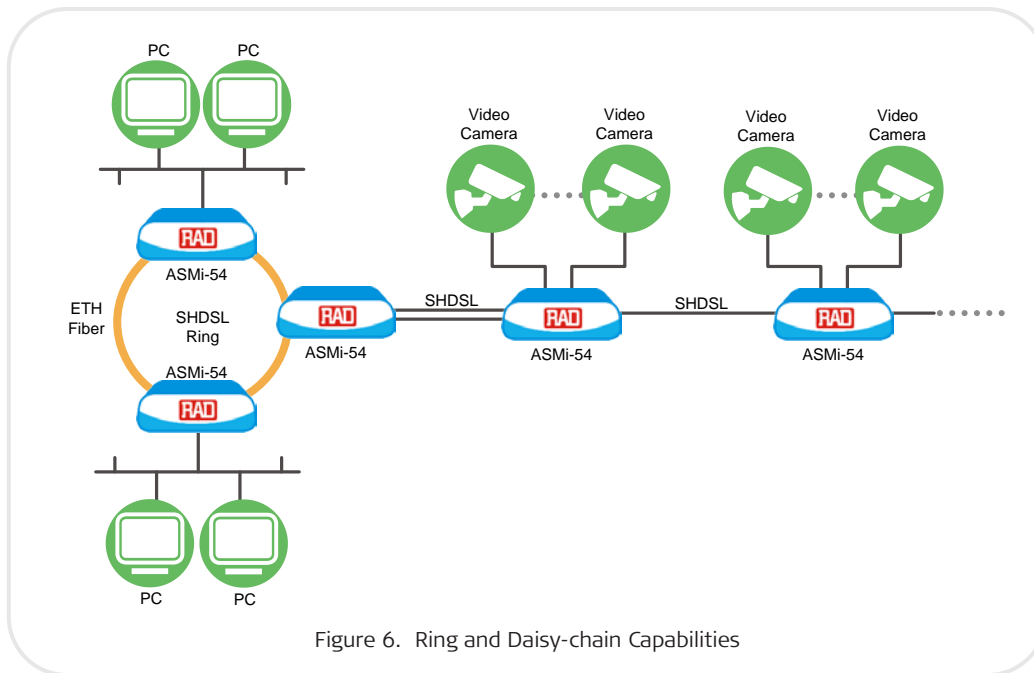 PC
PC
Video
Camera
Video
Camera
Video
Camera
Video
Camera
RAD
ASMi-54
ETH
Fiber
SHDSL
Ring
RAD
ASMi-54
SHDSL
RAD
ASMi-54
SHDSL
RAD
ASMi-54
ASMi-54
RAD
PC
PC
Figure 6. Ring and Daisy-chain Capabilities